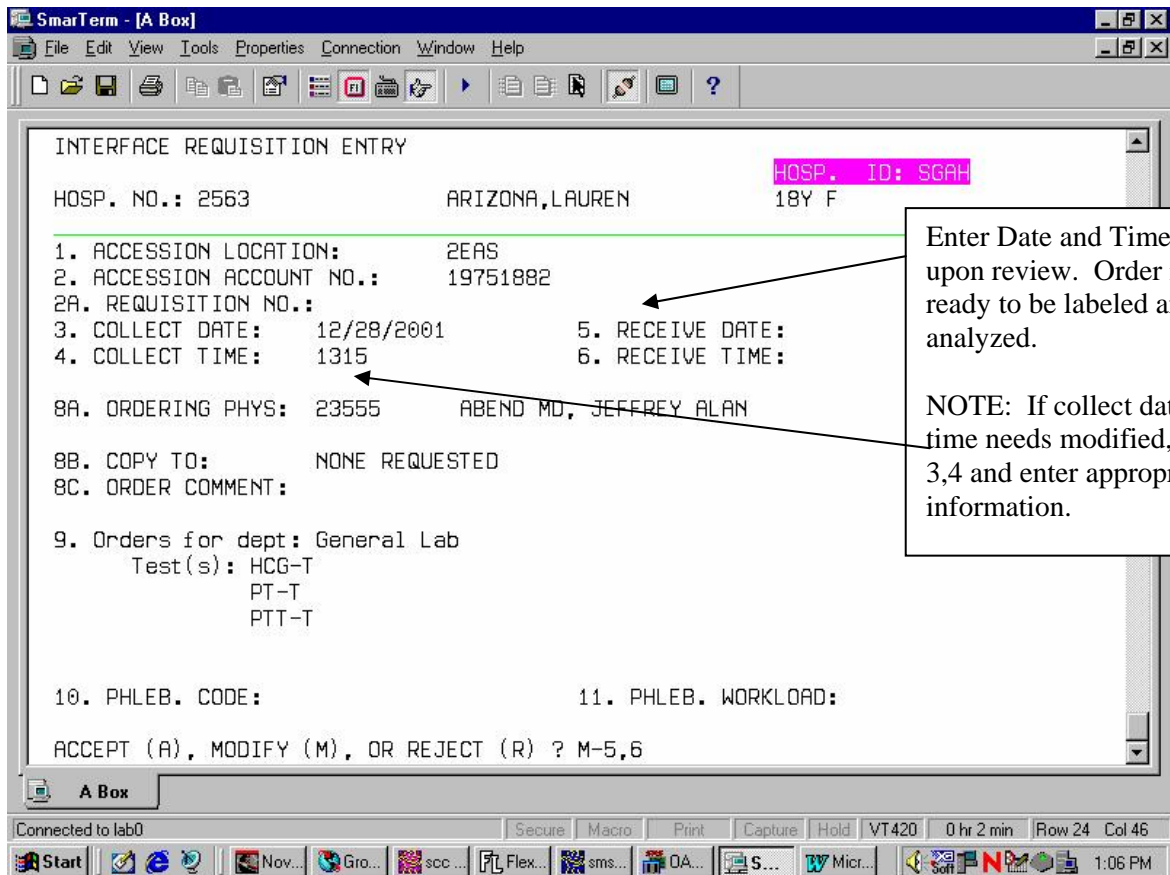 SmarTerm - [A Box]
File Edit View Tools Properties Connection Window Help
INTERFACE REQUISITION ENTRY
HOSP. ID: SGAH
HOSP. NO.: 2563 ARIZONA,LAUREN 18Y F
1. ACCESSION LOCATION: 2EAS
2. ACCESSION ACCOUNT NO.: 19751882
2A. REQUISITION NO.:
3. COLLECT DATE: 12/28/2001 5. RECEIVE DATE:
4. COLLECT TIME: 1315 6. RECEIVE TIME:
8A. ORDERING PHYS: 23555 ABEND MD, JEFFREY ALAN
8B. COPY TO: NONE REQUESTED
8C. ORDER COMMENT:
9. Orders for dept: General Lab
Test(s): HCG-T
PT-T
PTT-T
10. PHLEB. CODE: 11. PHLEB. WORKLOAD:
ACCEPT (A), MODIFY (M), OR REJECT (R) ? M-5,6
Enter Date and Time
upon review. Order
ready to be labeled
analyzed.
NOTE: If collect
time needs modified,
3,4 and enter
information.
A Box
Connected to lab0 Secure Macro Print Capture Hold VT420 0 hr 2 min Row 24 Col 46
Start Nov... Gro... scc ... Flex... sms... OA... S... Micr... 1:06 PM